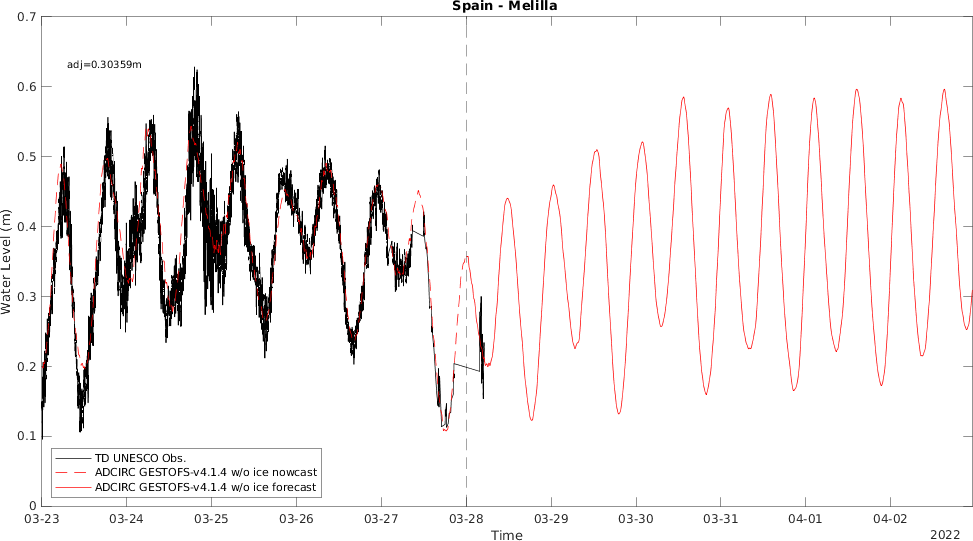 Spain - Melilla
0.7
adj=0.30359m
0.6
0.5
0.4
Water Level (m)
0.3
0.2
0.1
TD UNESCO Obs.
ADCIRC GESTOFS-v4.1.4 w/o ice nowcast
ADCIRC GESTOFS-v4.1.4 w/o ice forecast
0
03-23 03-24 03-25 03-26 03-27 03-28 03-29 03-30 03-31 04-01 04-02
Time
2022